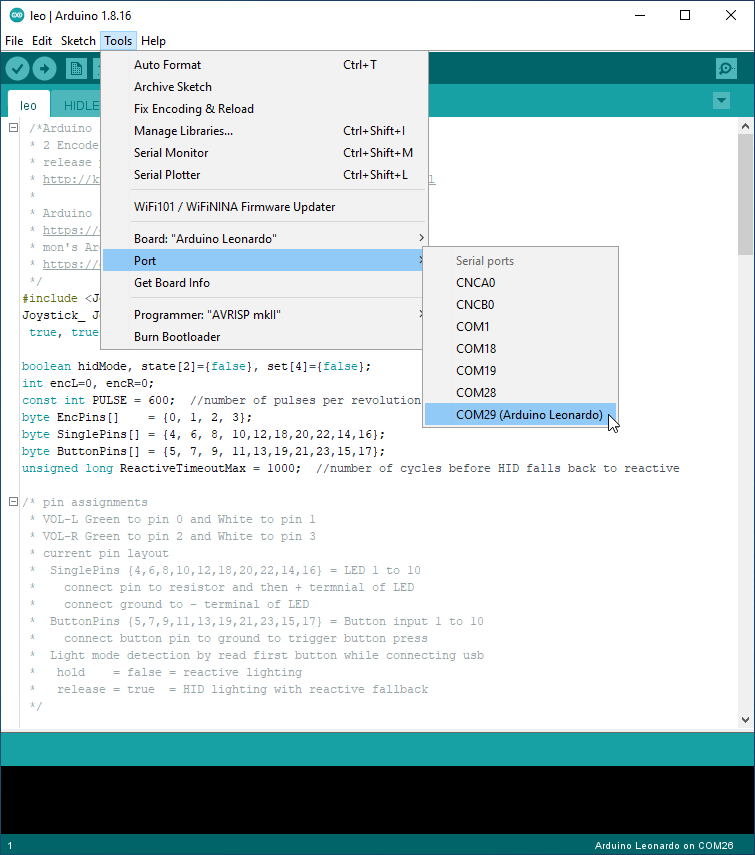 leo | Arduino 1.8.16
File Edit Sketch Tools Help
Auto Format Ctrl+T
Archive Sketch
Fix Encoding & Reload
Manage Libraries... Ctrl+Shift+I
Serial Monitor Ctrl+Shift+M
Serial Plotter Ctrl+Shift+L
WiFi101 / WiFiNINA Firmware Updater
Board: "Arduino Leonardo"
Port
Get Board Info
Programmer: "AVRISP mkII"
Burn Bootloader
Serial ports
CNCA0
CNCB0
COM1
COM18
COM19
COM28
COM29 (Arduino Leonardo)
leo HIDLE
/*Arduino
* 2 Encode
* release
* http://k
*
* Arduino
* https://
* mon's Ar
* https://
*/
#include <J
Joystick_ J
true, true
boolean hidMode, state[2]={false}, set[4]={false};
int encL=0, encR=0;
const int PULSE = 600; //number of pulses per revolution
byte EncPins[] = {0, 1, 2, 3};
byte SinglePins[] = {4, 6, 8, 10,12,18,20,22,14,16};
byte ButtonPins[] = {5, 7, 9, 11,13,19,21,23,15,17};
unsigned long ReactiveTimeoutMax = 1000; //number of cycles before HID falls back to reactive
/* pin assignments
* VOL-L Green to pin 0 and White to pin 1
* VOL-R Green to pin 2 and White to pin 3
* current pin layout
* SinglePins {4,6,8,10,12,18,20,22,14,16} = LED 1 to 10
* connect pin to resistor and then + termnial of LED
* connect ground to - terminal of LED
* ButtonPins {5,7,9,11,13,19,21,23,15,17} = Button input 1 to 10
* connect button pin to ground to trigger button press
* Light mode detection by read first button while connecting usb
* hold = false = reactive lighting
* release = true = HID lighting with reactive fallback
*/
1 Arduino Leonardo on COM26